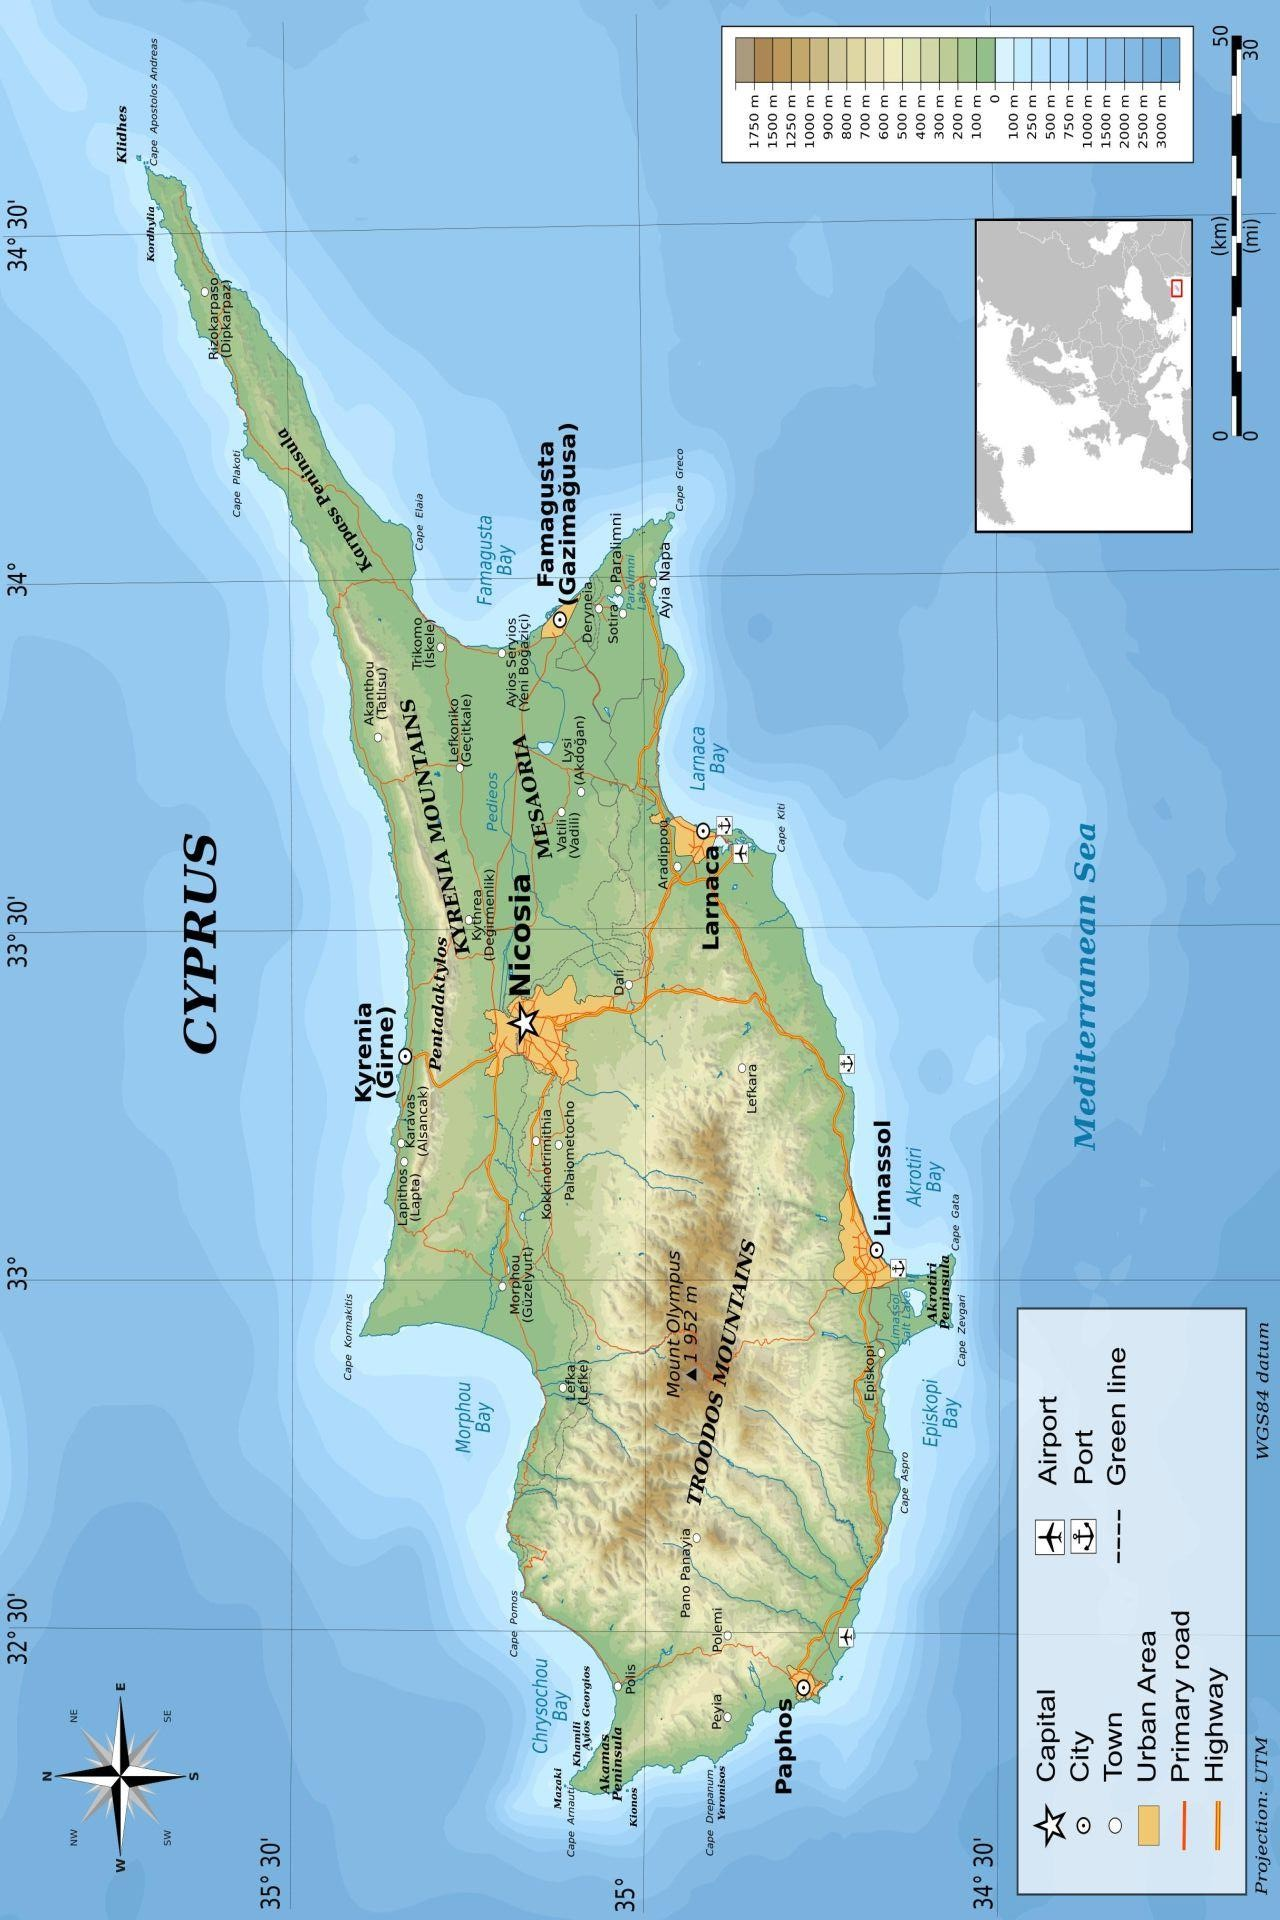 CYPRUS
N
NE
E
SE
S
SW
W
NW
32° 30'
33°
33° 30'
34°
34° 30'
35° 30'
35°
34° 30'
Klidhes
Cape Apostolos Andreas
Kordhylia
Rizokarpaso
(Dipkarpaz)
Cape Plakoti
Karpass Peninsula
Cape Elaia
Famagusta
Bay
Famagusta
(Gazimağusa)
Cape Greco
Paralimni
Paralimni
Lake
Deryneia
Sotira
Ayia Napa
Trikomo
(İskele)
Ayios Seryios
(Yeni Boğaziçi)
Akanthou
(Tatlısu)
Lefkoniko
(Geçitkale)
KYRENIA MOUNTAINS
Pedieos
MESAORIA
Lysi
(Akdoğan)
Vatili
(Vadili)
Larnaca
Bay
Cape Kiti
Aradippou
Larnaca
Kythrea
(Değirmenlik)
Pentadaktylos
Nicosia
Dali
Kyrenia
(Girne)
Karavas
(Alsancak)
Lapithos
(Lapta)
Kokkinotrimithia
Palaiometocho
Lefkara
Morphou
(Güzelyurt)
Cape Kormakitis
Morphou
Bay
Lefka
(Lefke)
Mount Olympus
1 952 m
TROODOS MOUNTAINS
Limassol
Akrotiri
Bay
Cape Gata
Akrotiri
Peninsula
Limassol
Salt Lake
Cape Zevgari
Episkopi
Episkopi
Bay
Cape Aspro
Pano Panayia
Polemi
Cape Pomos
Chrysochou
Bay
Polis
Khamili
Ayios Georgios
Akamas
Peninsula
Mazaki
Cape Arnauti
Kionos
Peyia
Cape Drepanum
Yeronisos
Paphos
Mediterranean Sea
1750 m
1500 m
1250 m
1000 m
900 m
800 m
700 m
600 m
500 m
400 m
300 m
200 m
100 m
0
100 m
250 m
500 m
750 m
1000 m
1500 m
2000 m
2500 m
3000 m
Capital
City
Town
Urban Area
Primary road
Highway
Airport
Port
Green line
0 (km) 50
0 (mi) 30
Projection: UTM
WGS84 datum